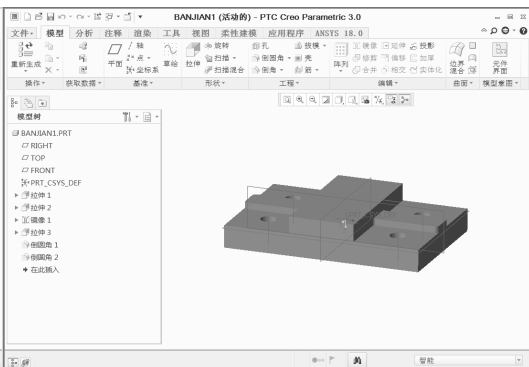 BANJIAN1 (活动的) - PTC Creo Parametric 3.0
文件 模型 分析 注释 渲染 工具 视图 柔性建模 应用程序 ANSYS 18.0
重新生成 平面 轴 点 坐标系 草绘 拉伸 旋转 扫描 扫描混合 孔 倒圆角 倒角 拔模 壳 筋 阵列 镜像 延伸 投影 修剪 偏移 加厚 合并 相交 实体化 边界混合 元件界面
操作 获取数据 基准 形状 工程 编辑 曲面 模型意图
模型树
BANJIAN1.PRT
RIGHT
TOP
FRONT
PRT_CSYS_DEF
拉伸 1
拉伸 2
镜像 1
拉伸 3
倒圆角 1
倒圆角 2
在此插入
智能